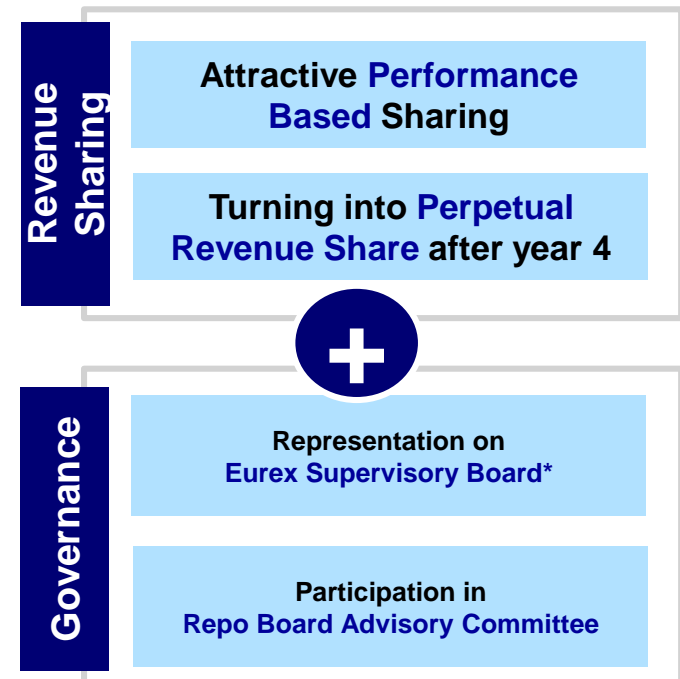 Revenue
Sharing
Attractive Performance
Based Sharing
Turning into Perpetual
Revenue Share after year 4
+
Governance
Representation on
Eurex Supervisory Board*
Participation in
Repo Board Advisory Committee